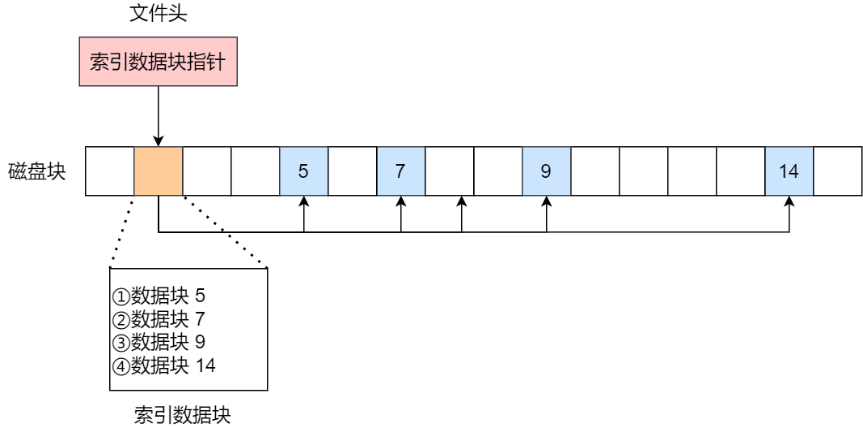 文件头
索引数据块指针
磁盘块
5
7
9
14
①数据块 5
②数据块 7
③数据块 9
④数据块 14
索引数据块